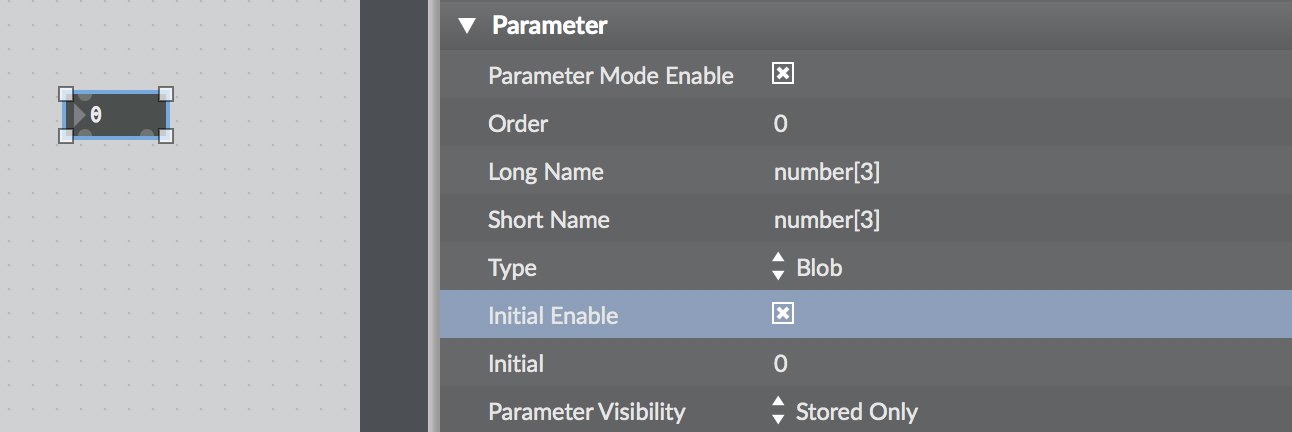 Parameter
0
Parameter Mode Enable
Order 0
Long Name number[3]
Short Name number[3]
Type Blob
Initial Enable
Initial 0
Parameter Visibility Stored Only